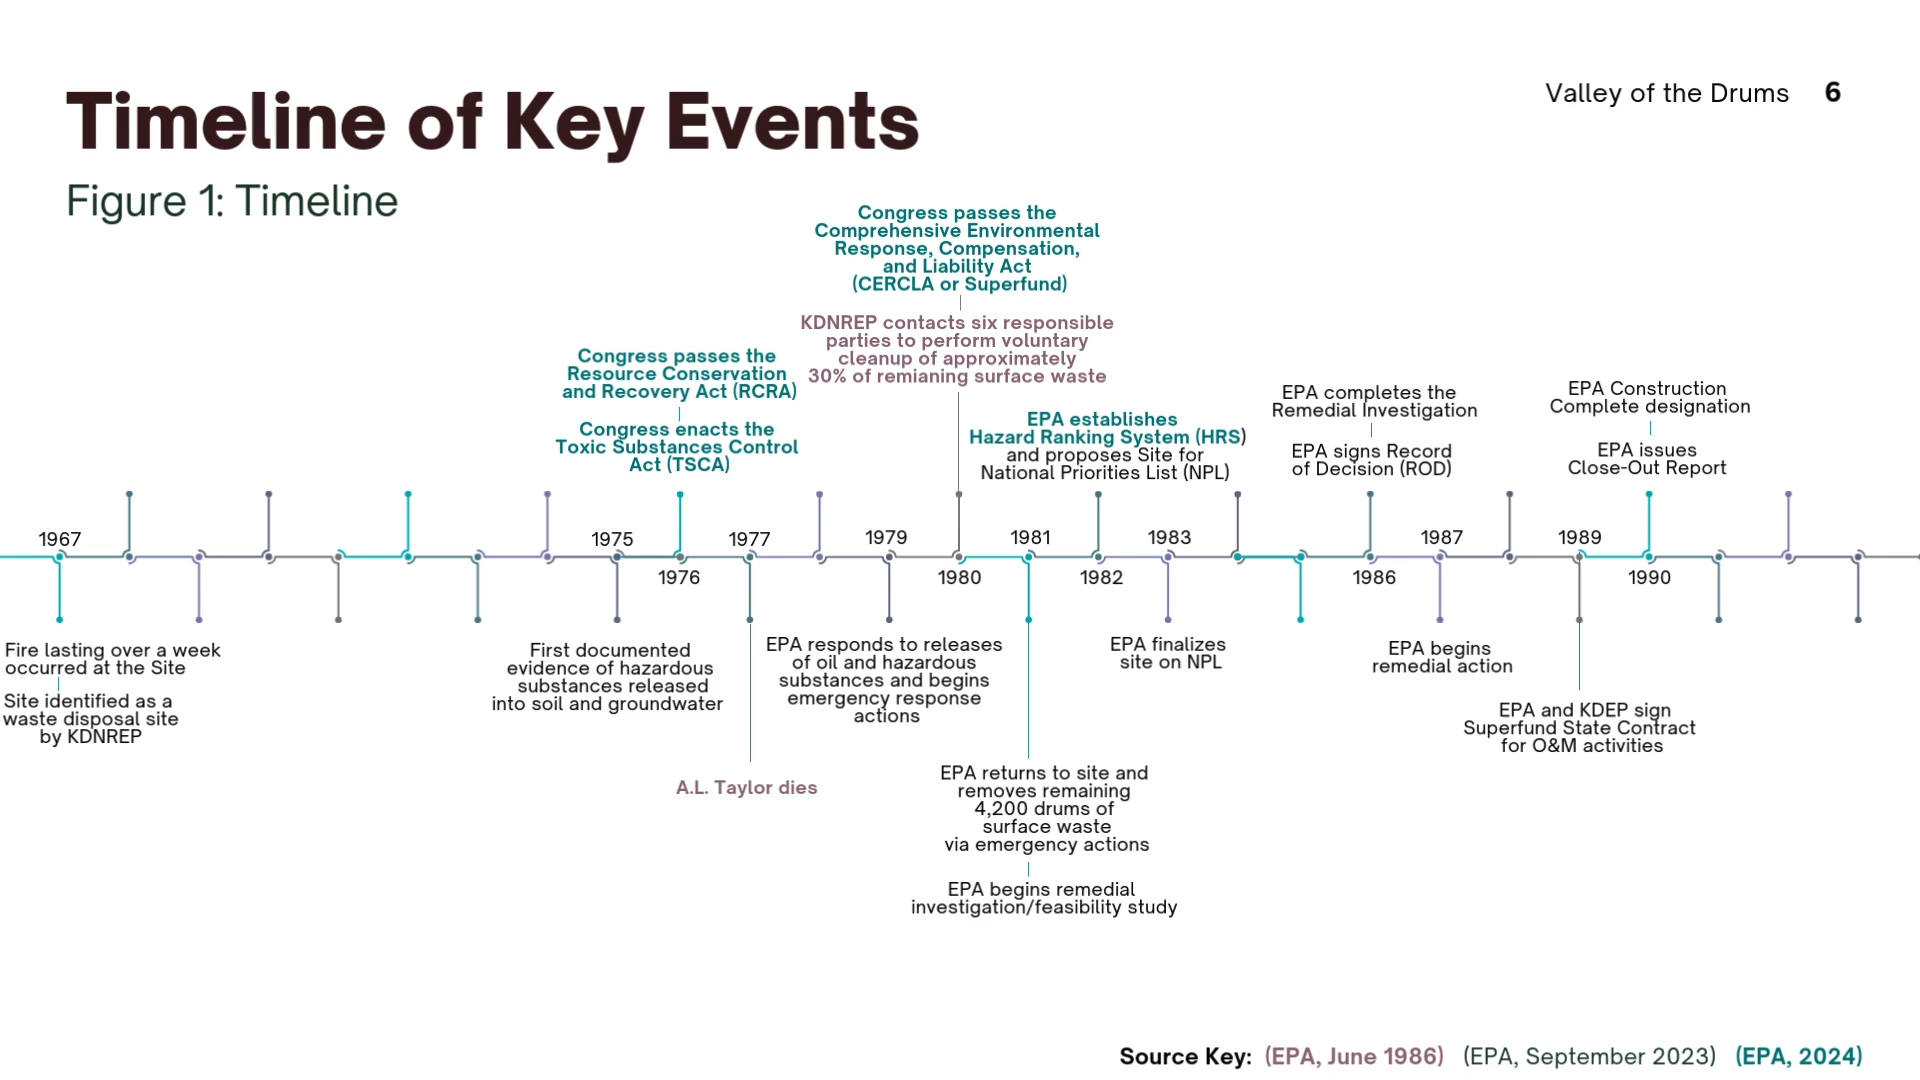 Timeline of Key Events
Valley of the Drums 6
Figure 1: Timeline
Congress passes the
Comprehensive Environmental
Response, Compensation,
and Liability Act
(CERCLA or Superfund)
KDNREP contacts six responsible
parties to perform voluntary
cleanup of approximately
30% of remianing surface waste
Congress passes the
Resource Conservation
and Recovery Act (RCRA)
Congress enacts the
Toxic Substances Control
Act (TSCA)
EPA establishes
Hazard Ranking System (HRS)
and proposes Site for
National Priorities List (NPL)
EPA completes the
Remedial Investigation
EPA signs Record
of Decision (ROD)
EPA Construction
Complete designation
EPA issues
Close-Out Report
1967
1975
1976
1977
1979
1980
1981
1982
1983
1986
1987
1989
1990
Fire lasting over a week
occurred at the Site
Site identified as a
waste disposal site
by KDNREP
First documented
evidence of hazardous
substances released
into soil and groundwater
A.L. Taylor dies
EPA responds to releases
of oil and hazardous
substances and begins
emergency response
actions
EPA returns to site and
removes remaining
4,200 drums of
surface waste
via emergency actions
EPA begins remedial
investigation/feasibility study
EPA finalizes
site on NPL
EPA begins
remedial action
EPA and KDEP sign
Superfund State Contract
for O&M activities
Source Key: (EPA, June 1986) (EPA, September 2023) (EPA, 2024)